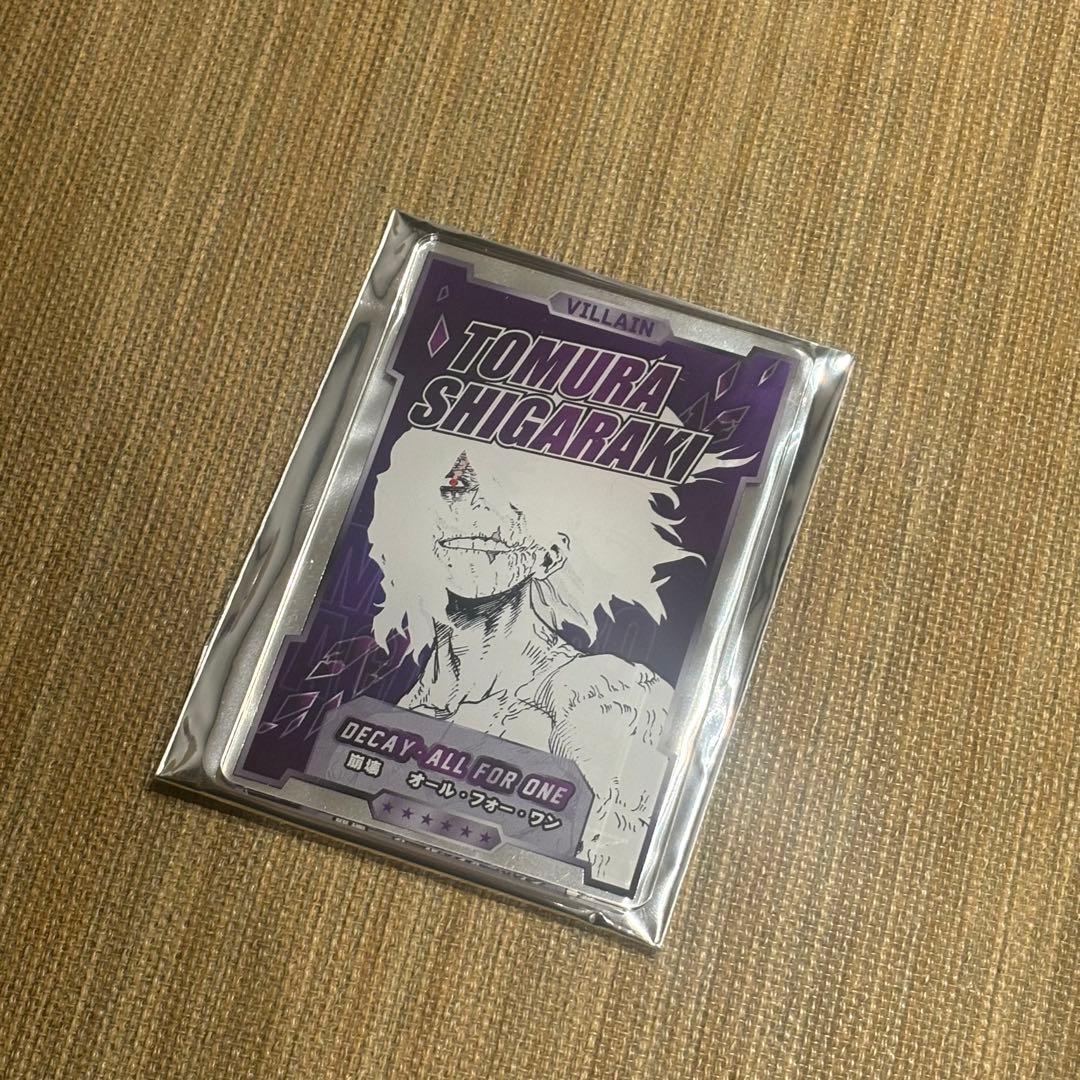 VILLAIN
TOMURA
SHIGARAKI
DECAY・ALL FOR ONE
崩壊 オール・フォー・ワン
★★★★★★